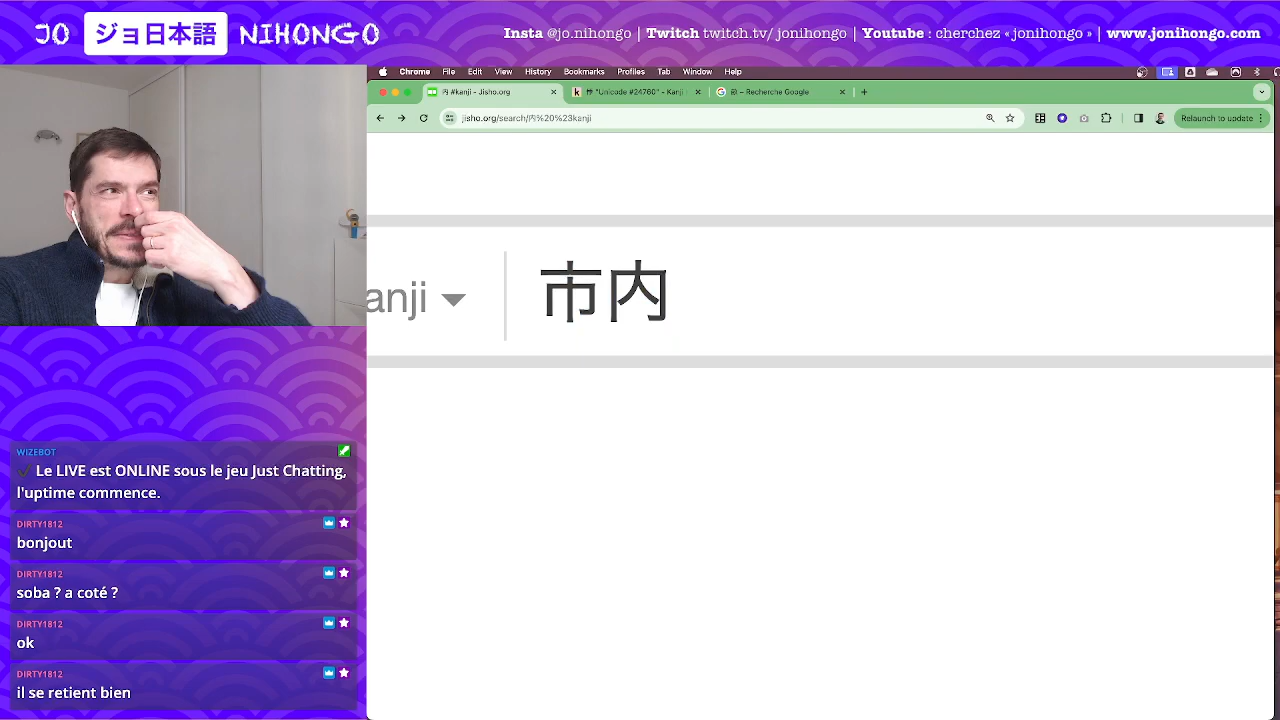 JO ジョ日本語 NIHONGO
Insta @jo.nihongo | Twitch twitch.tv/ jonihongo | Youtube : cherchez « jonihongo » | www.jonihongo.com
Chrome File Edit View History Bookmarks Profiles Tab Window Help
内 #kanji - Jisho.org
"Unicode #24760" - Kanji
– Recherche Google
jisho.org/search/内%20%23kanji
Relaunch to update
anji
市内
WIZEBOT
Le LIVE est ONLINE sous le jeu Just Chatting,
l'uptime commence.
DIRTY1812
bonjout
DIRTY1812
soba ? a coté ?
DIRTY1812
ok
DIRTY1812
il se retient bien